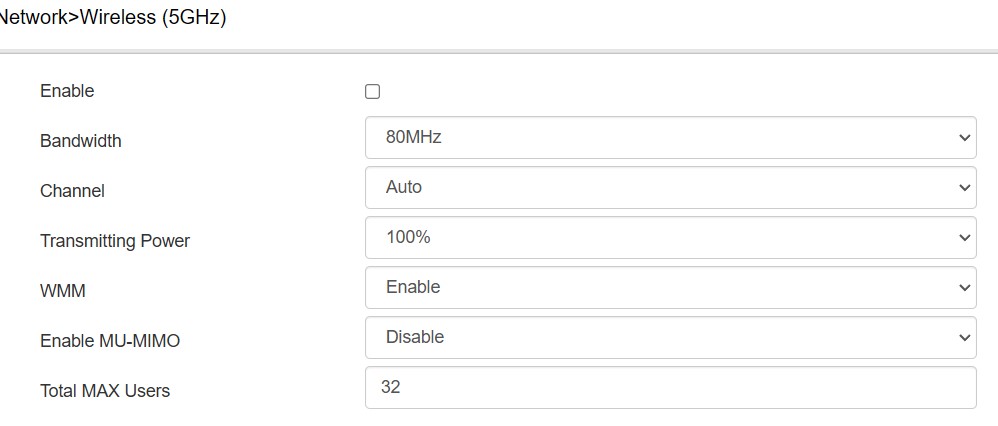 Network>Wireless (5GHz)
Enable
Bandwidth 80MHz
Channel Auto
Transmitting Power 100%
WMM Enable
Enable MU-MIMO Disable
Total MAX Users 32